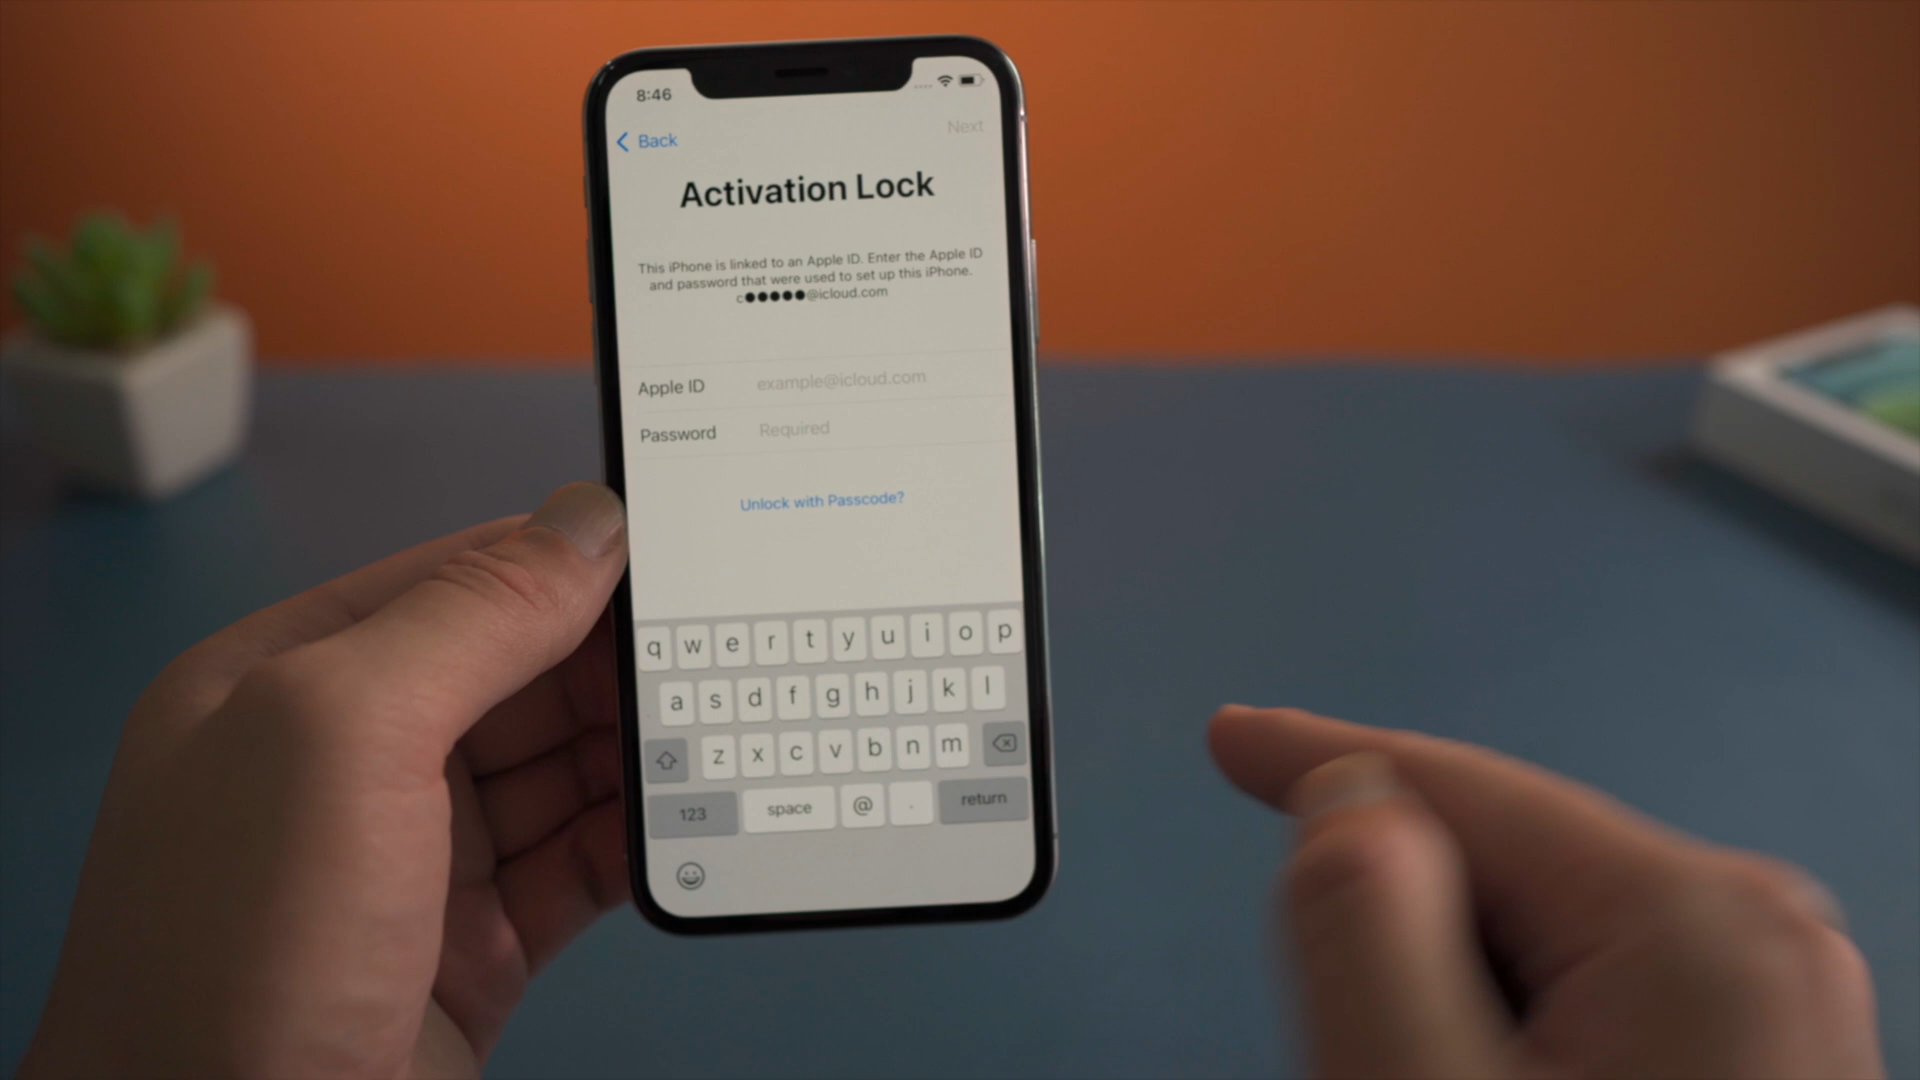 8:46
Back
Next
Activation Lock
This iPhone is linked to an Apple ID. Enter the Apple ID
and password that were used to set up this iPhone.
c●●●●●@icloud.com
Apple ID example@icloud.com
Password Required
Unlock with Passcode?
q w e r t y u i o p
a s d f g h j k l
z x c v b n m
123 space @ . return